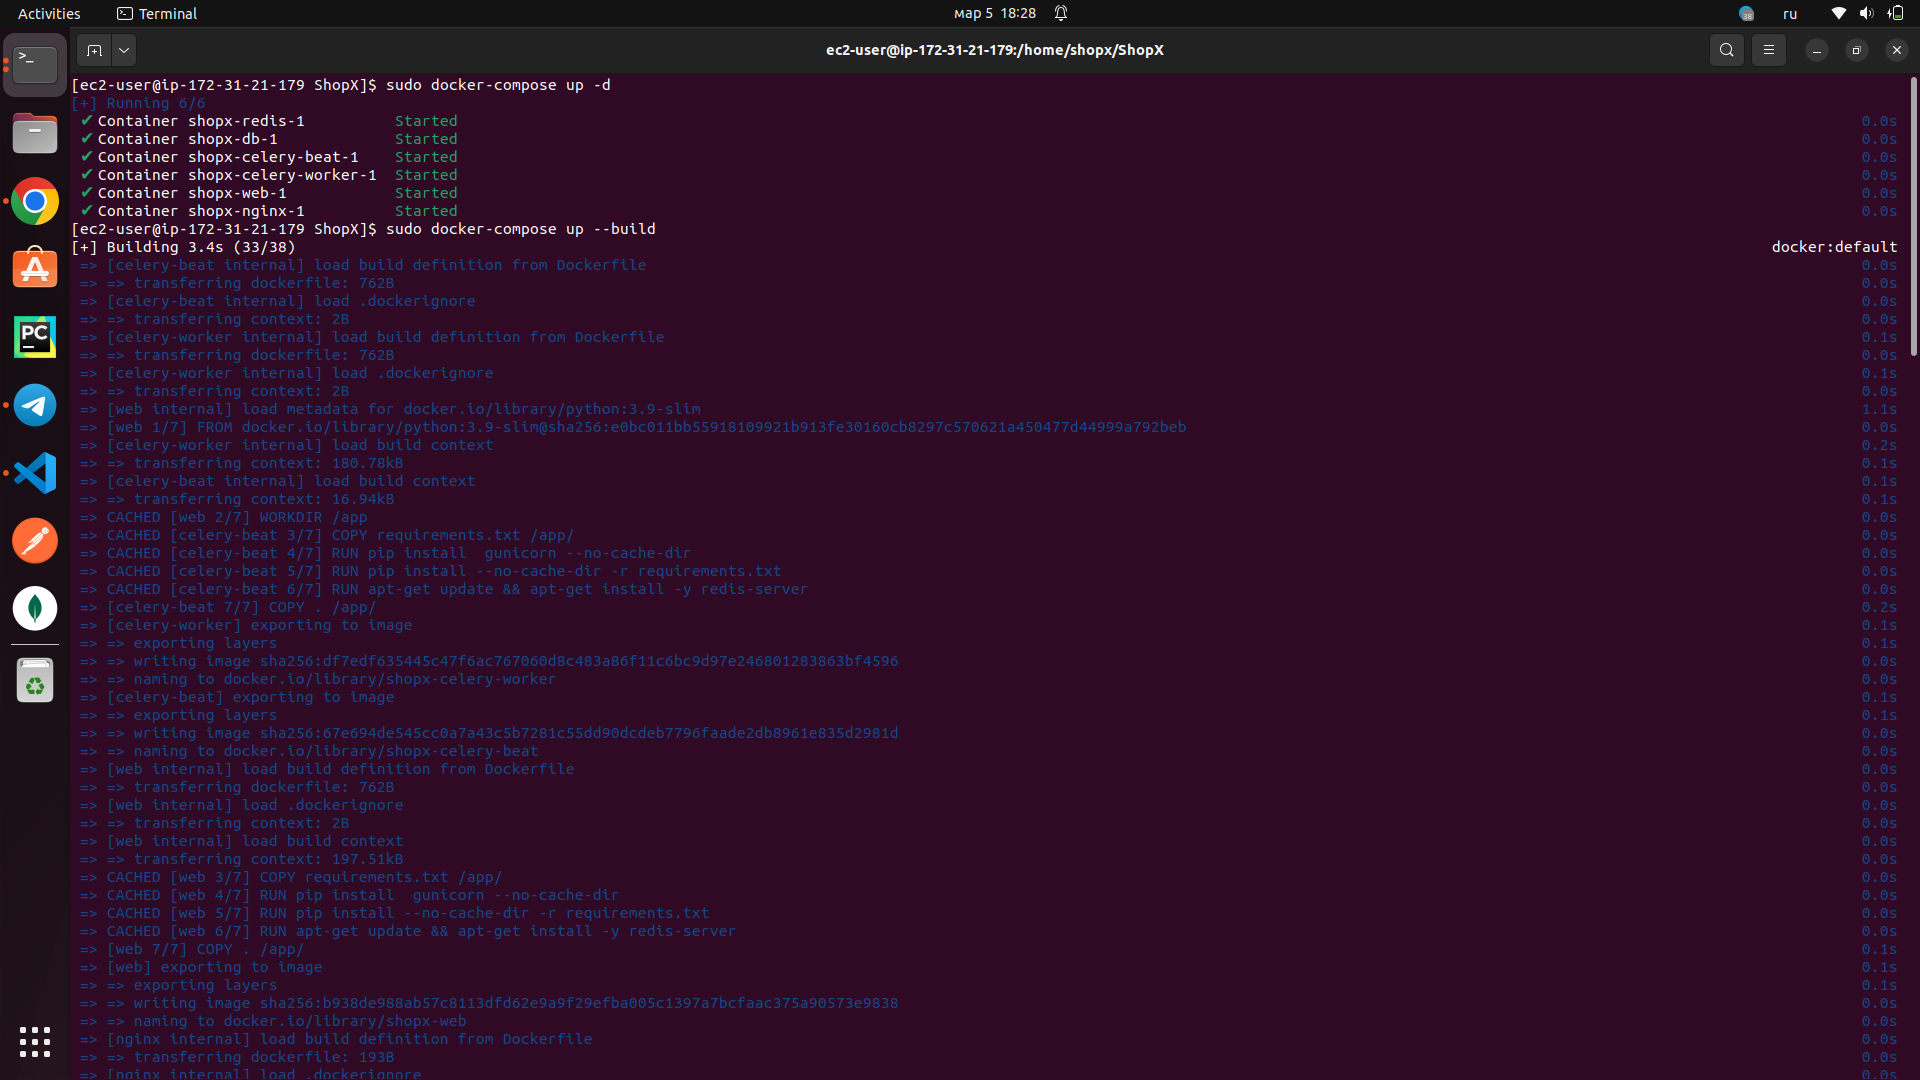 Activities
Terminal
мар 5 18:28
38
ru
ec2-user@ip-172-31-21-179:/home/shopx/ShopX
[ec2-user@ip-172-31-21-179 ShopX]$ sudo docker-compose up -d
[+] Running 6/6
✔ Container shopx-redis-1 Started 0.0s
✔ Container shopx-db-1 Started 0.0s
✔ Container shopx-celery-beat-1 Started 0.0s
✔ Container shopx-celery-worker-1 Started 0.0s
✔ Container shopx-web-1 Started 0.0s
✔ Container shopx-nginx-1 Started 0.0s
[ec2-user@ip-172-31-21-179 ShopX]$ sudo docker-compose up --build
[+] Building 3.4s (33/38) docker:default
=> [celery-beat internal] load build definition from Dockerfile 0.0s
=> => transferring dockerfile: 762B 0.0s
=> [celery-beat internal] load .dockerignore 0.0s
=> => transferring context: 2B 0.0s
=> [celery-worker internal] load build definition from Dockerfile 0.1s
=> => transferring dockerfile: 762B 0.0s
=> [celery-worker internal] load .dockerignore 0.1s
=> => transferring context: 2B 0.0s
=> [web internal] load metadata for docker.io/library/python:3.9-slim 1.1s
=> [web 1/7] FROM docker.io/library/python:3.9-slim@sha256:e0bc011bb55918109921b913fe30160cb8297c570621a450477d44999a792beb 0.0s
=> [celery-worker internal] load build context 0.2s
=> => transferring context: 180.78kB 0.1s
=> [celery-beat internal] load build context 0.1s
=> => transferring context: 16.94kB 0.1s
=> CACHED [web 2/7] WORKDIR /app 0.0s
=> CACHED [celery-beat 3/7] COPY requirements.txt /app/ 0.0s
=> CACHED [celery-beat 4/7] RUN pip install  gunicorn --no-cache-dir 0.0s
=> CACHED [celery-beat 5/7] RUN pip install --no-cache-dir -r requirements.txt 0.0s
=> CACHED [celery-beat 6/7] RUN apt-get update && apt-get install -y redis-server 0.0s
=> [celery-beat 7/7] COPY . /app/ 0.2s
=> [celery-worker] exporting to image 0.1s
=> => exporting layers 0.1s
=> => writing image sha256:df7edf635445c47f6ac767060d8c483a86f11c6bc9d97e246801283863bf4596 0.0s
=> => naming to docker.io/library/shopx-celery-worker 0.0s
=> [celery-beat] exporting to image 0.1s
=> => exporting layers 0.1s
=> => writing image sha256:67e694de545cc0a7a43c5b7281c55dd90dcdeb7796faade2db8961e835d2981d 0.0s
=> => naming to docker.io/library/shopx-celery-beat 0.0s
=> [web internal] load build definition from Dockerfile 0.0s
=> => transferring dockerfile: 762B 0.0s
=> [web internal] load .dockerignore 0.0s
=> => transferring context: 2B 0.0s
=> [web internal] load build context 0.0s
=> => transferring context: 197.51kB 0.0s
=> CACHED [web 3/7] COPY requirements.txt /app/ 0.0s
=> CACHED [web 4/7] RUN pip install  gunicorn --no-cache-dir 0.0s
=> CACHED [web 5/7] RUN pip install --no-cache-dir -r requirements.txt 0.0s
=> CACHED [web 6/7] RUN apt-get update && apt-get install -y redis-server 0.0s
=> [web 7/7] COPY . /app/ 0.1s
=> [web] exporting to image 0.1s
=> => exporting layers 0.1s
=> => writing image sha256:b938de988ab57c8113dfd62e9a9f29efba005c1397a7bcfaac375a90573e9838 0.0s
=> => naming to docker.io/library/shopx-web 0.0s
=> [nginx internal] load build definition from Dockerfile 0.0s
=> => transferring dockerfile: 193B 0.0s
=> [nginx internal] load .dockerignore 0.0s
PC